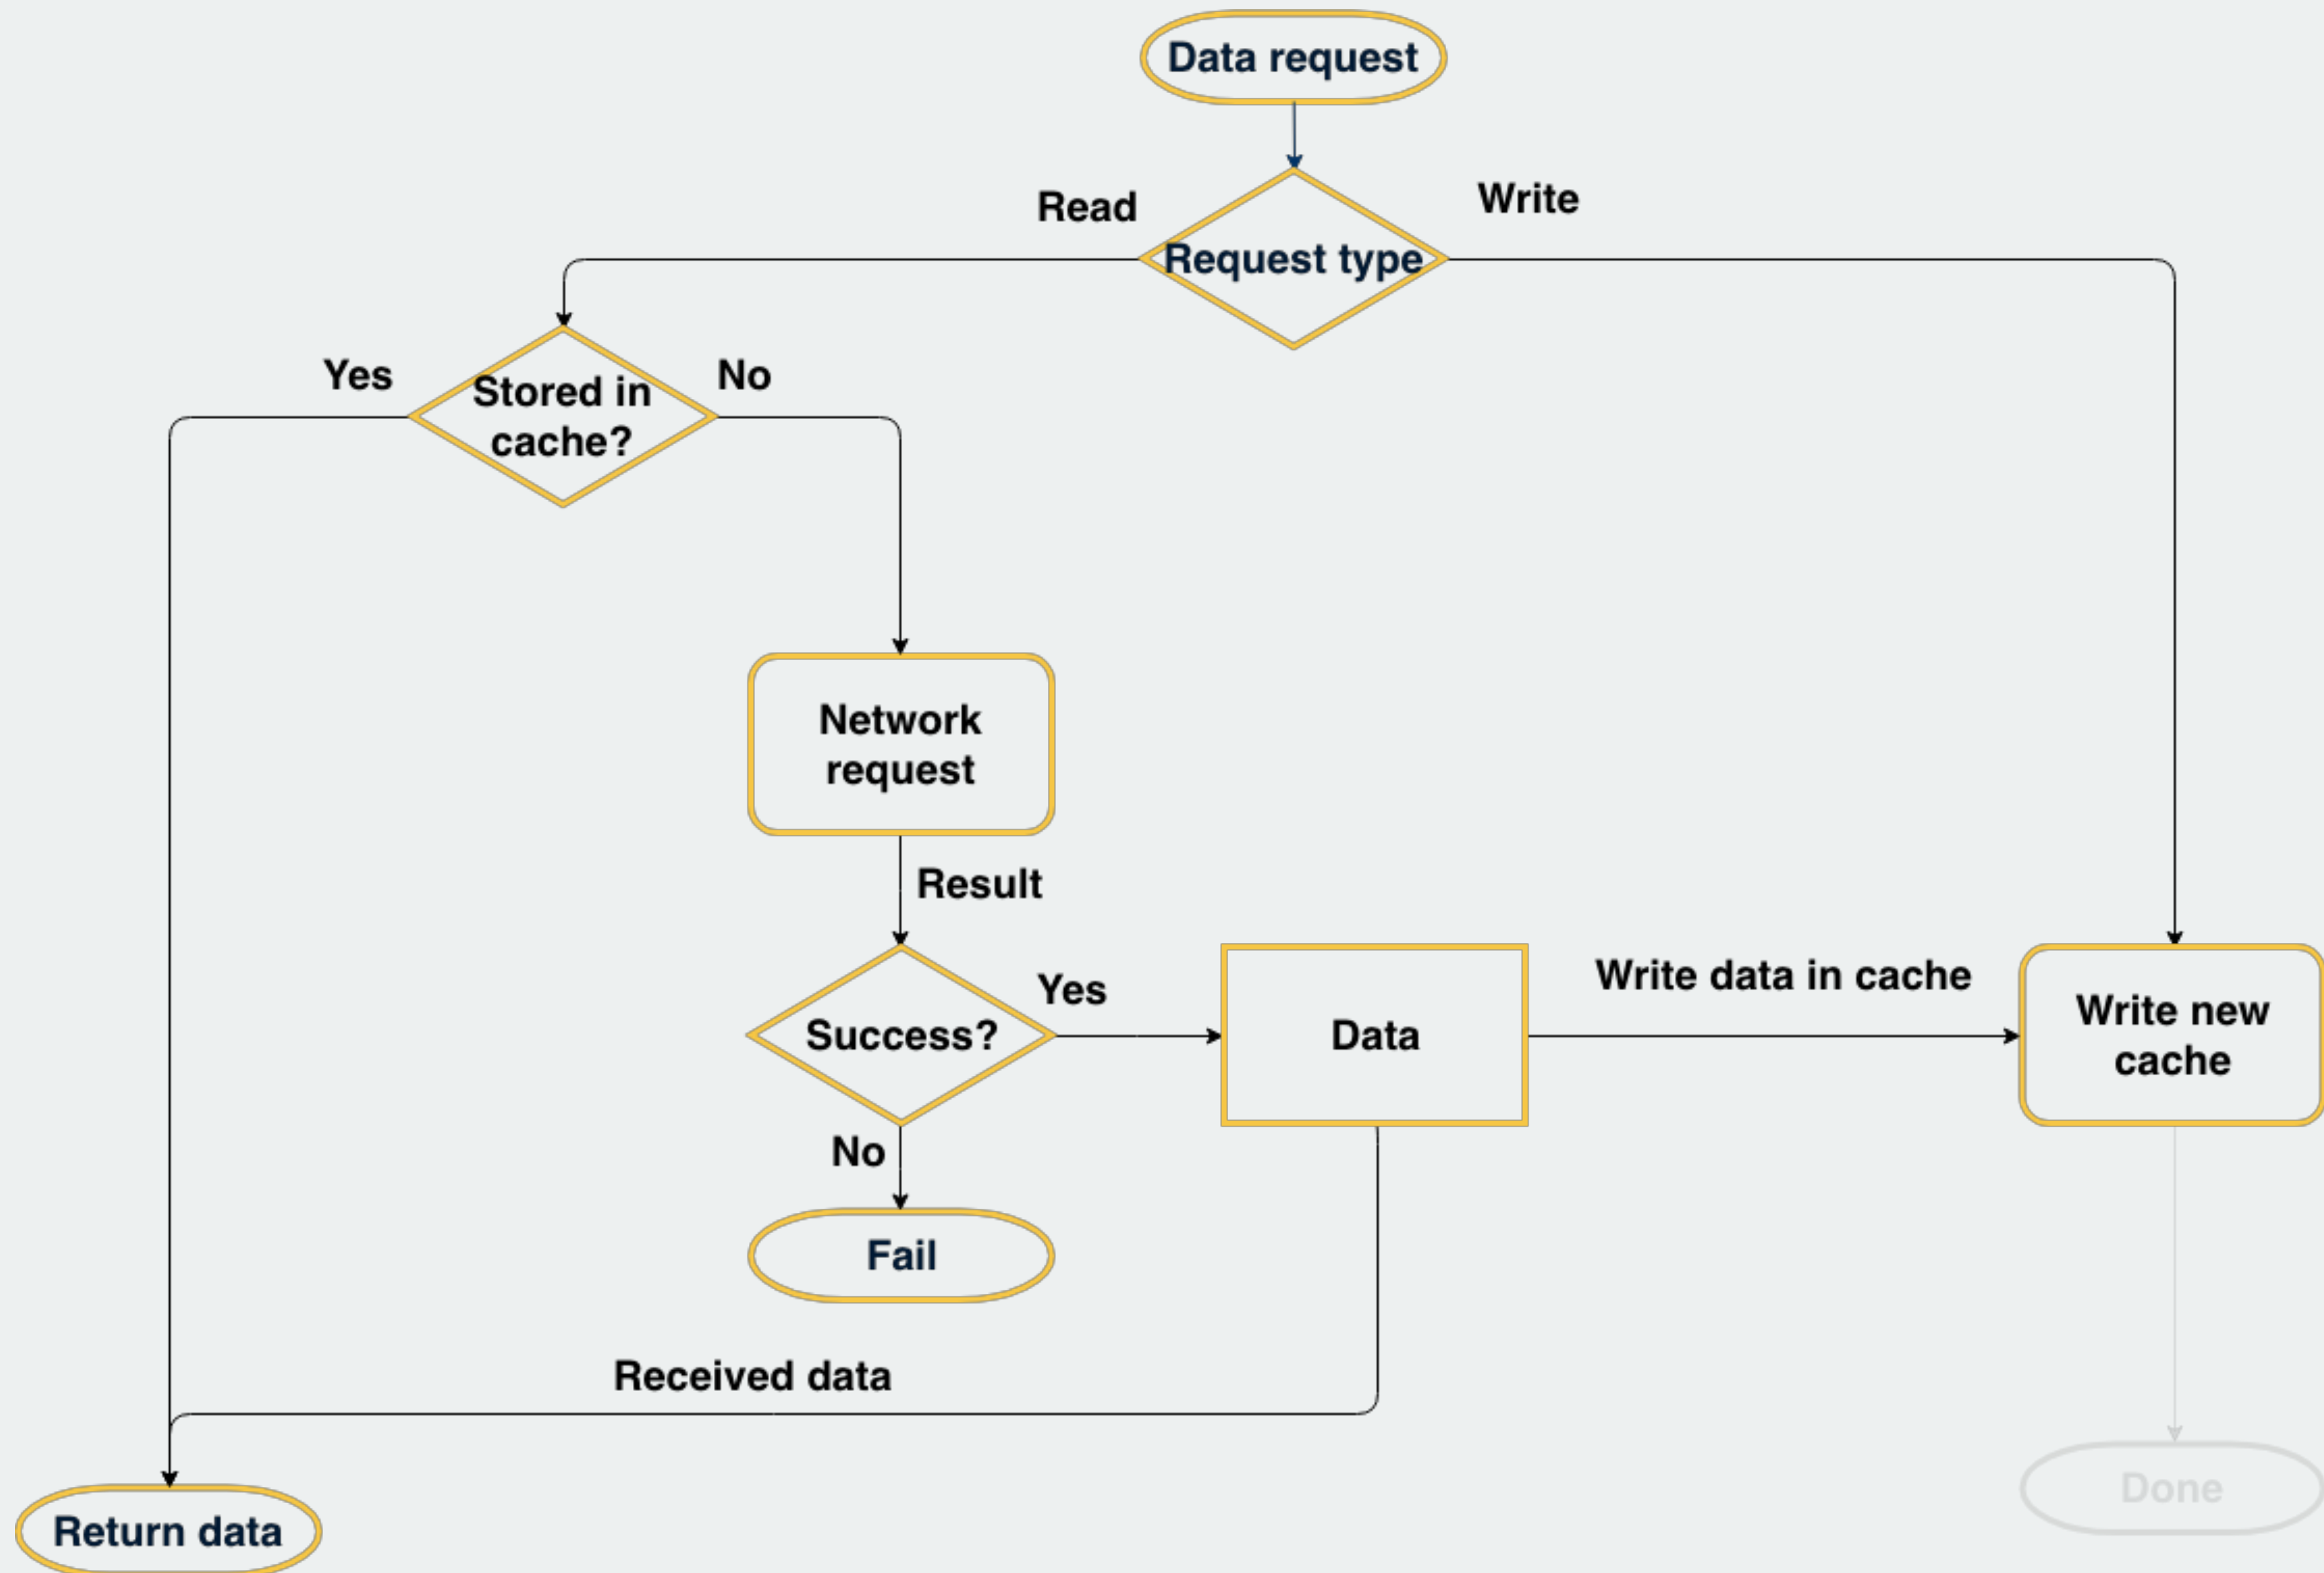 Data request
Read
Write
Request type
Yes
Stored in
cache?
No
Network
request
Result
Yes
Success?
Data
Write data in cache
Write new
cache
No
Fail
Received data
Done
Return data